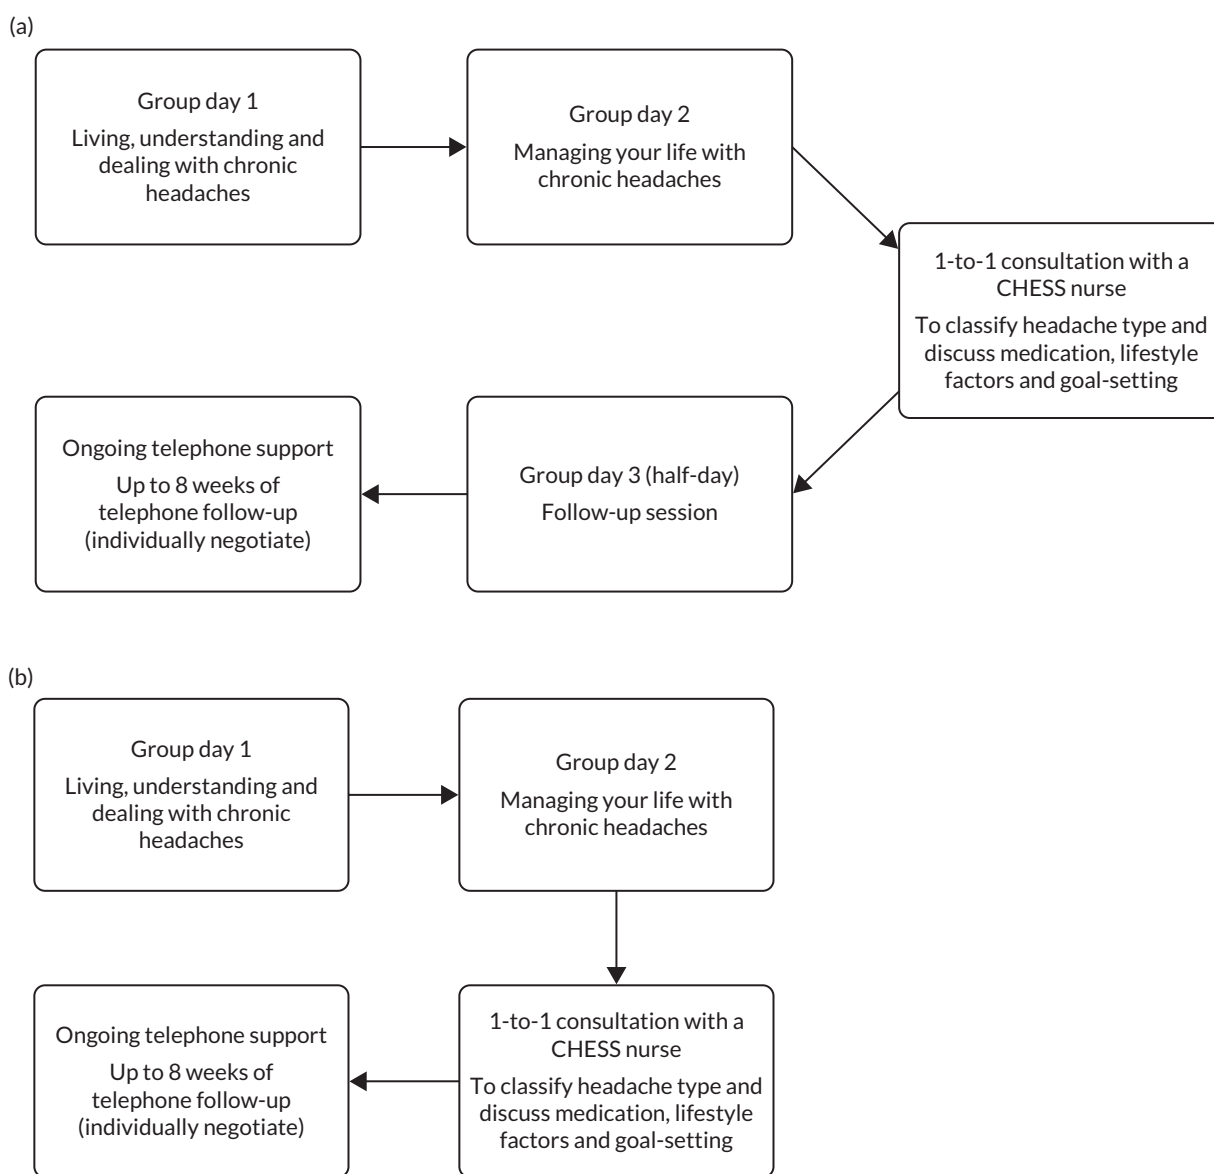 (a)
Group day 1
Living, understanding and
dealing with chronic
headaches
Group day 2
Managing your life with
chronic headaches
1-to-1 consultation with a
CHESS nurse
To classify headache type and
discuss medication, lifestyle
factors and goal-setting
Group day 3 (half-day)
Follow-up session
Ongoing telephone support
Up to 8 weeks of
telephone follow-up
(individually negotiate)
(b)
Group day 1
Living, understanding and
dealing with chronic
headaches
Group day 2
Managing your life with
chronic headaches
1-to-1 consultation with a
CHESS nurse
To classify headache type and
discuss medication, lifestyle
factors and goal-setting
Ongoing telephone support
Up to 8 weeks of
telephone follow-up
(individually negotiate)